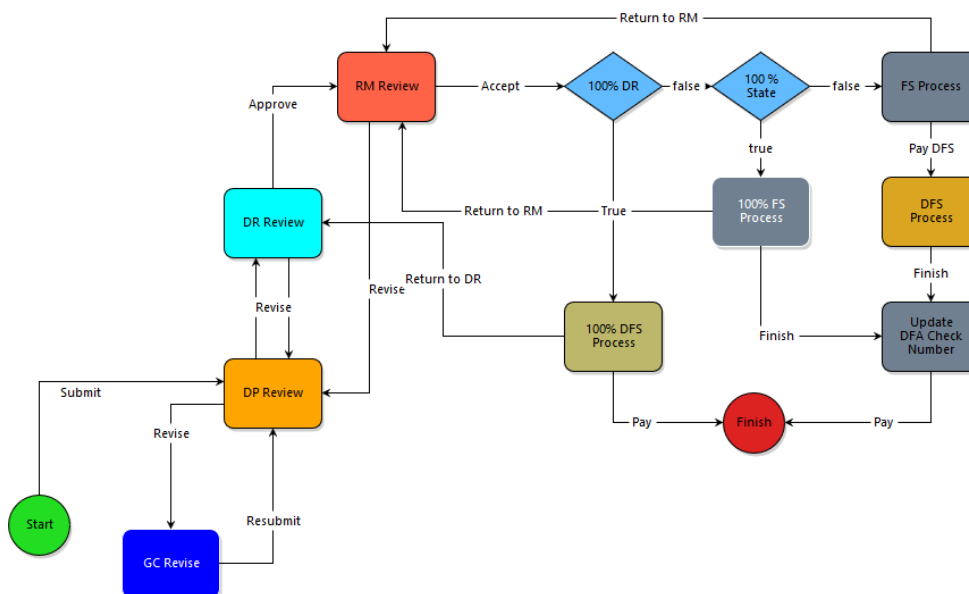 Return to RM
RM Review
Accept
100% DR
false
100 %
State
false
FS Process
Approve
true
Pay DFS
DR Review
Return to RM
True
100% FS
Process
DFS
Process
Return to DR
Revise
Revise
Finish
100% DFS
Process
Finish
Update
DFA Check
Number
Submit
DP Review
Revise
Pay
Finish
Pay
Start
Resubmit
GC Revise